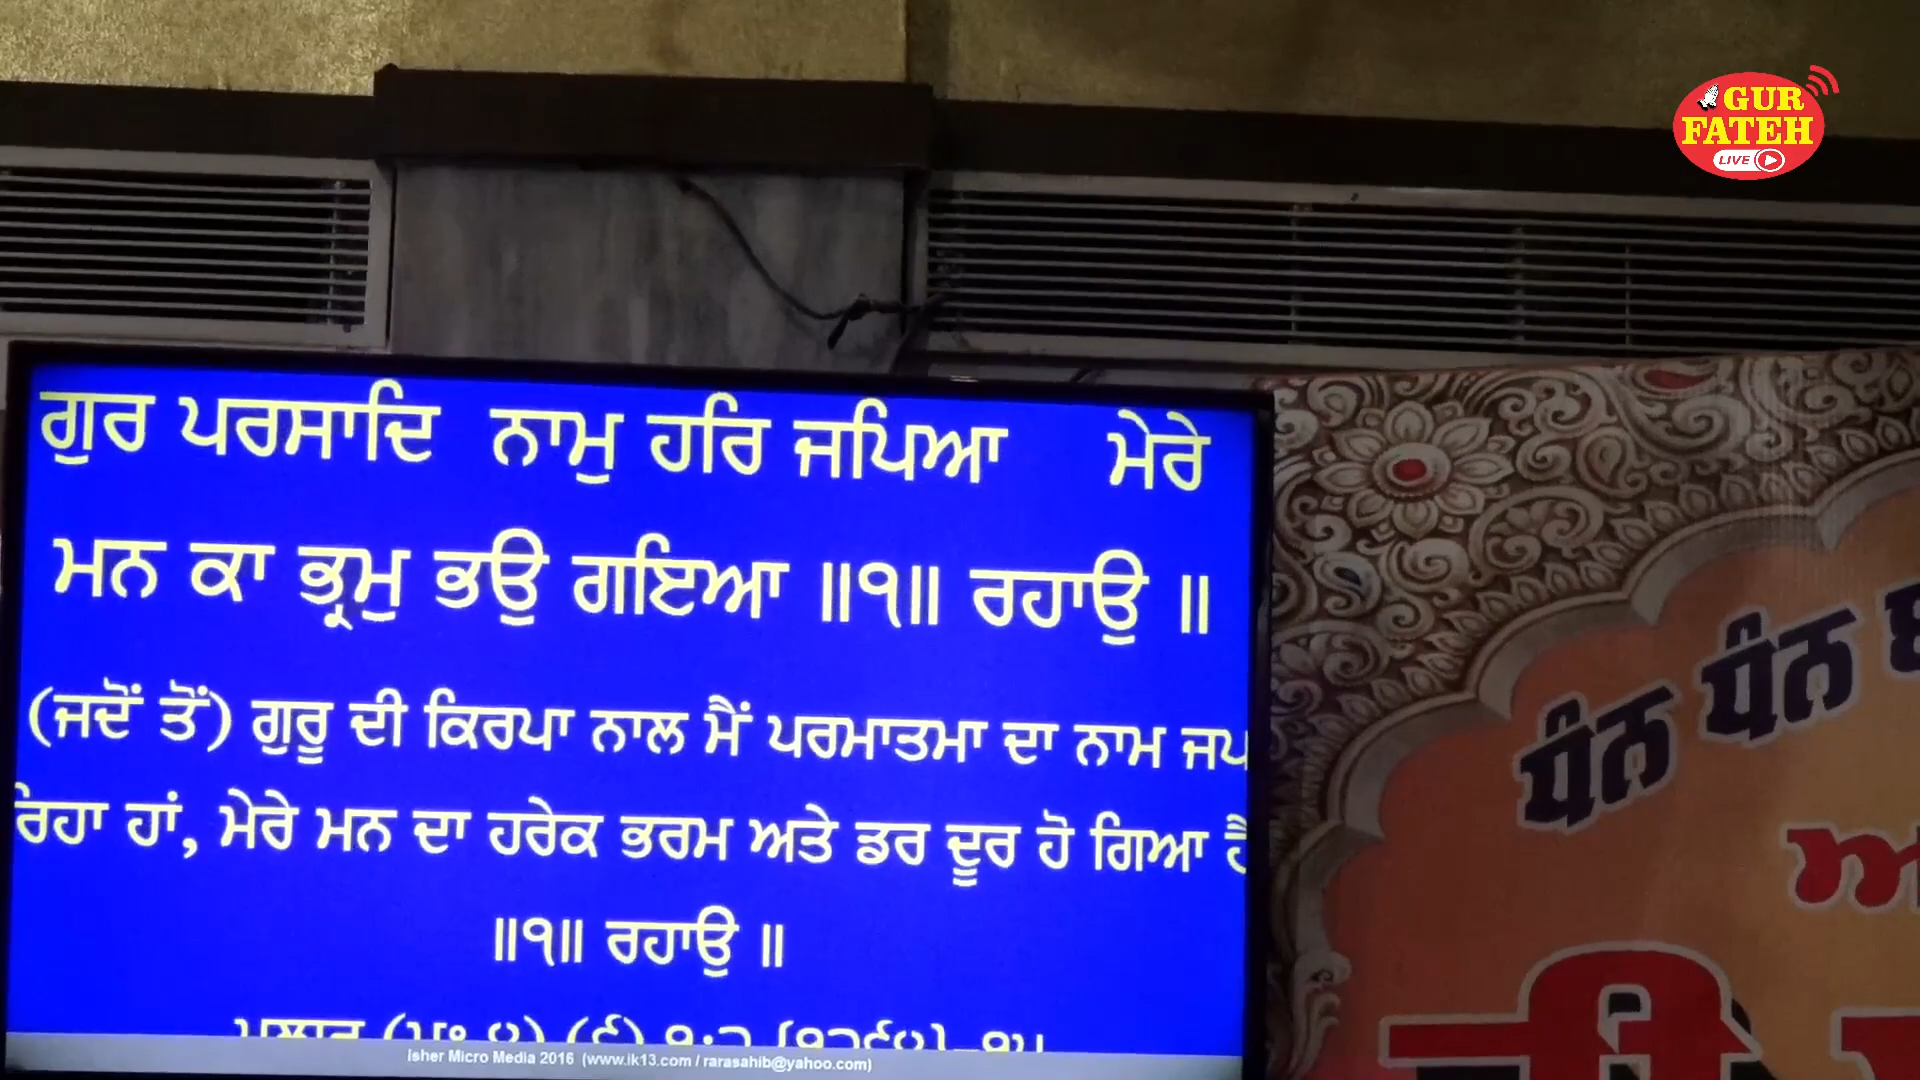 GUR
FATEH
LIVE
ਗੁਰ ਪਰਸਾਦਿ ਨਾਮੁ ਹਰਿ ਜਪਿਆ ਮੇਰੇ
ਮਨ ਕਾ ਭ੍ਰਮੁ ਭਉ ਗਇਆ ॥੧॥ ਰਹਾਉ ॥
(ਜਦੋਂ ਤੋਂ) ਗੁਰੂ ਦੀ ਕਿਰਪਾ ਨਾਲ ਮੈਂ ਪਰਮਾਤਮਾ ਦਾ ਨਾਮ ਜਪ
ਰਿਹਾ ਹਾਂ, ਮੇਰੇ ਮਨ ਦਾ ਹਰੇਕ ਭਰਮ ਅਤੇ ਡਰ ਦੂਰ ਹੋ ਗਿਆ ਹੈ
॥੧॥ ਰਹਾਉ ॥
Isher Micro Media 2016 (www.ik13.com / rarasahib@yahoo.com)
ਧੰਨ ਧੰਨ